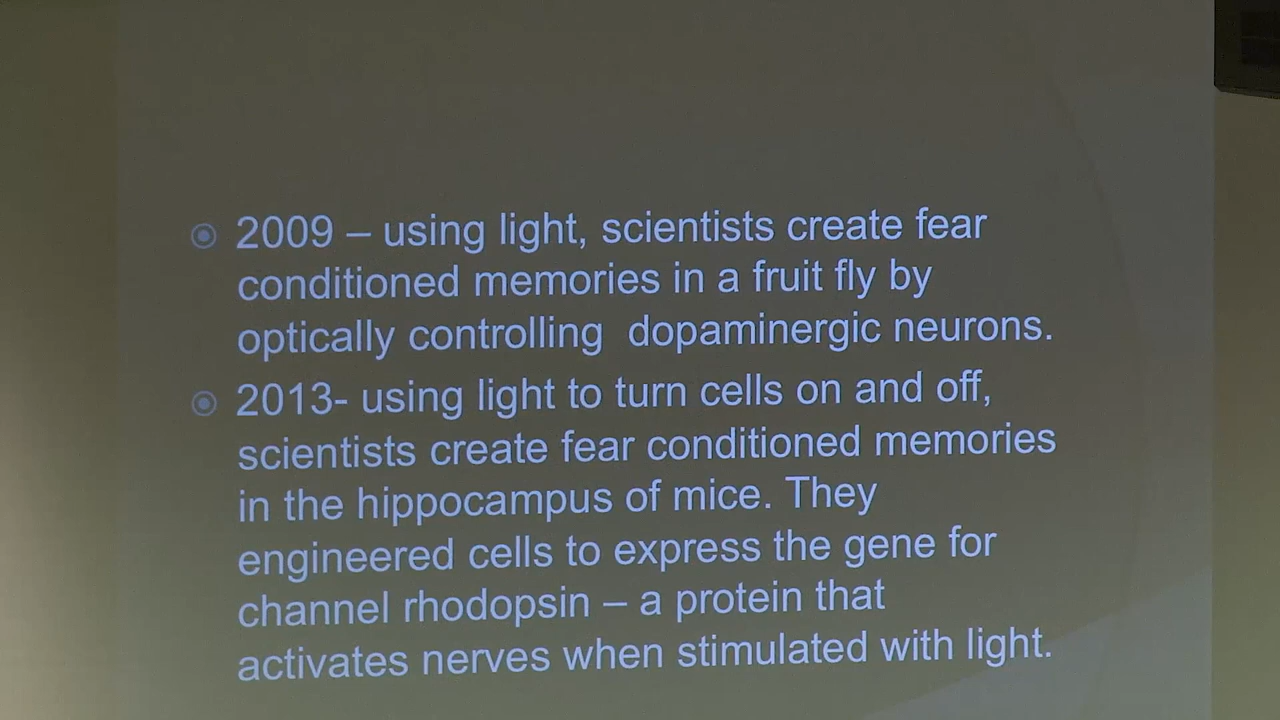 2009 – using light, scientists create fear
conditioned memories in a fruit fly by
optically controlling  dopaminergic neurons.
2013- using light to turn cells on and off,
scientists create fear conditioned memories
in the hippocampus of mice. They
engineered cells to express the gene for
channel rhodopsin – a protein that
activates nerves when stimulated with light.